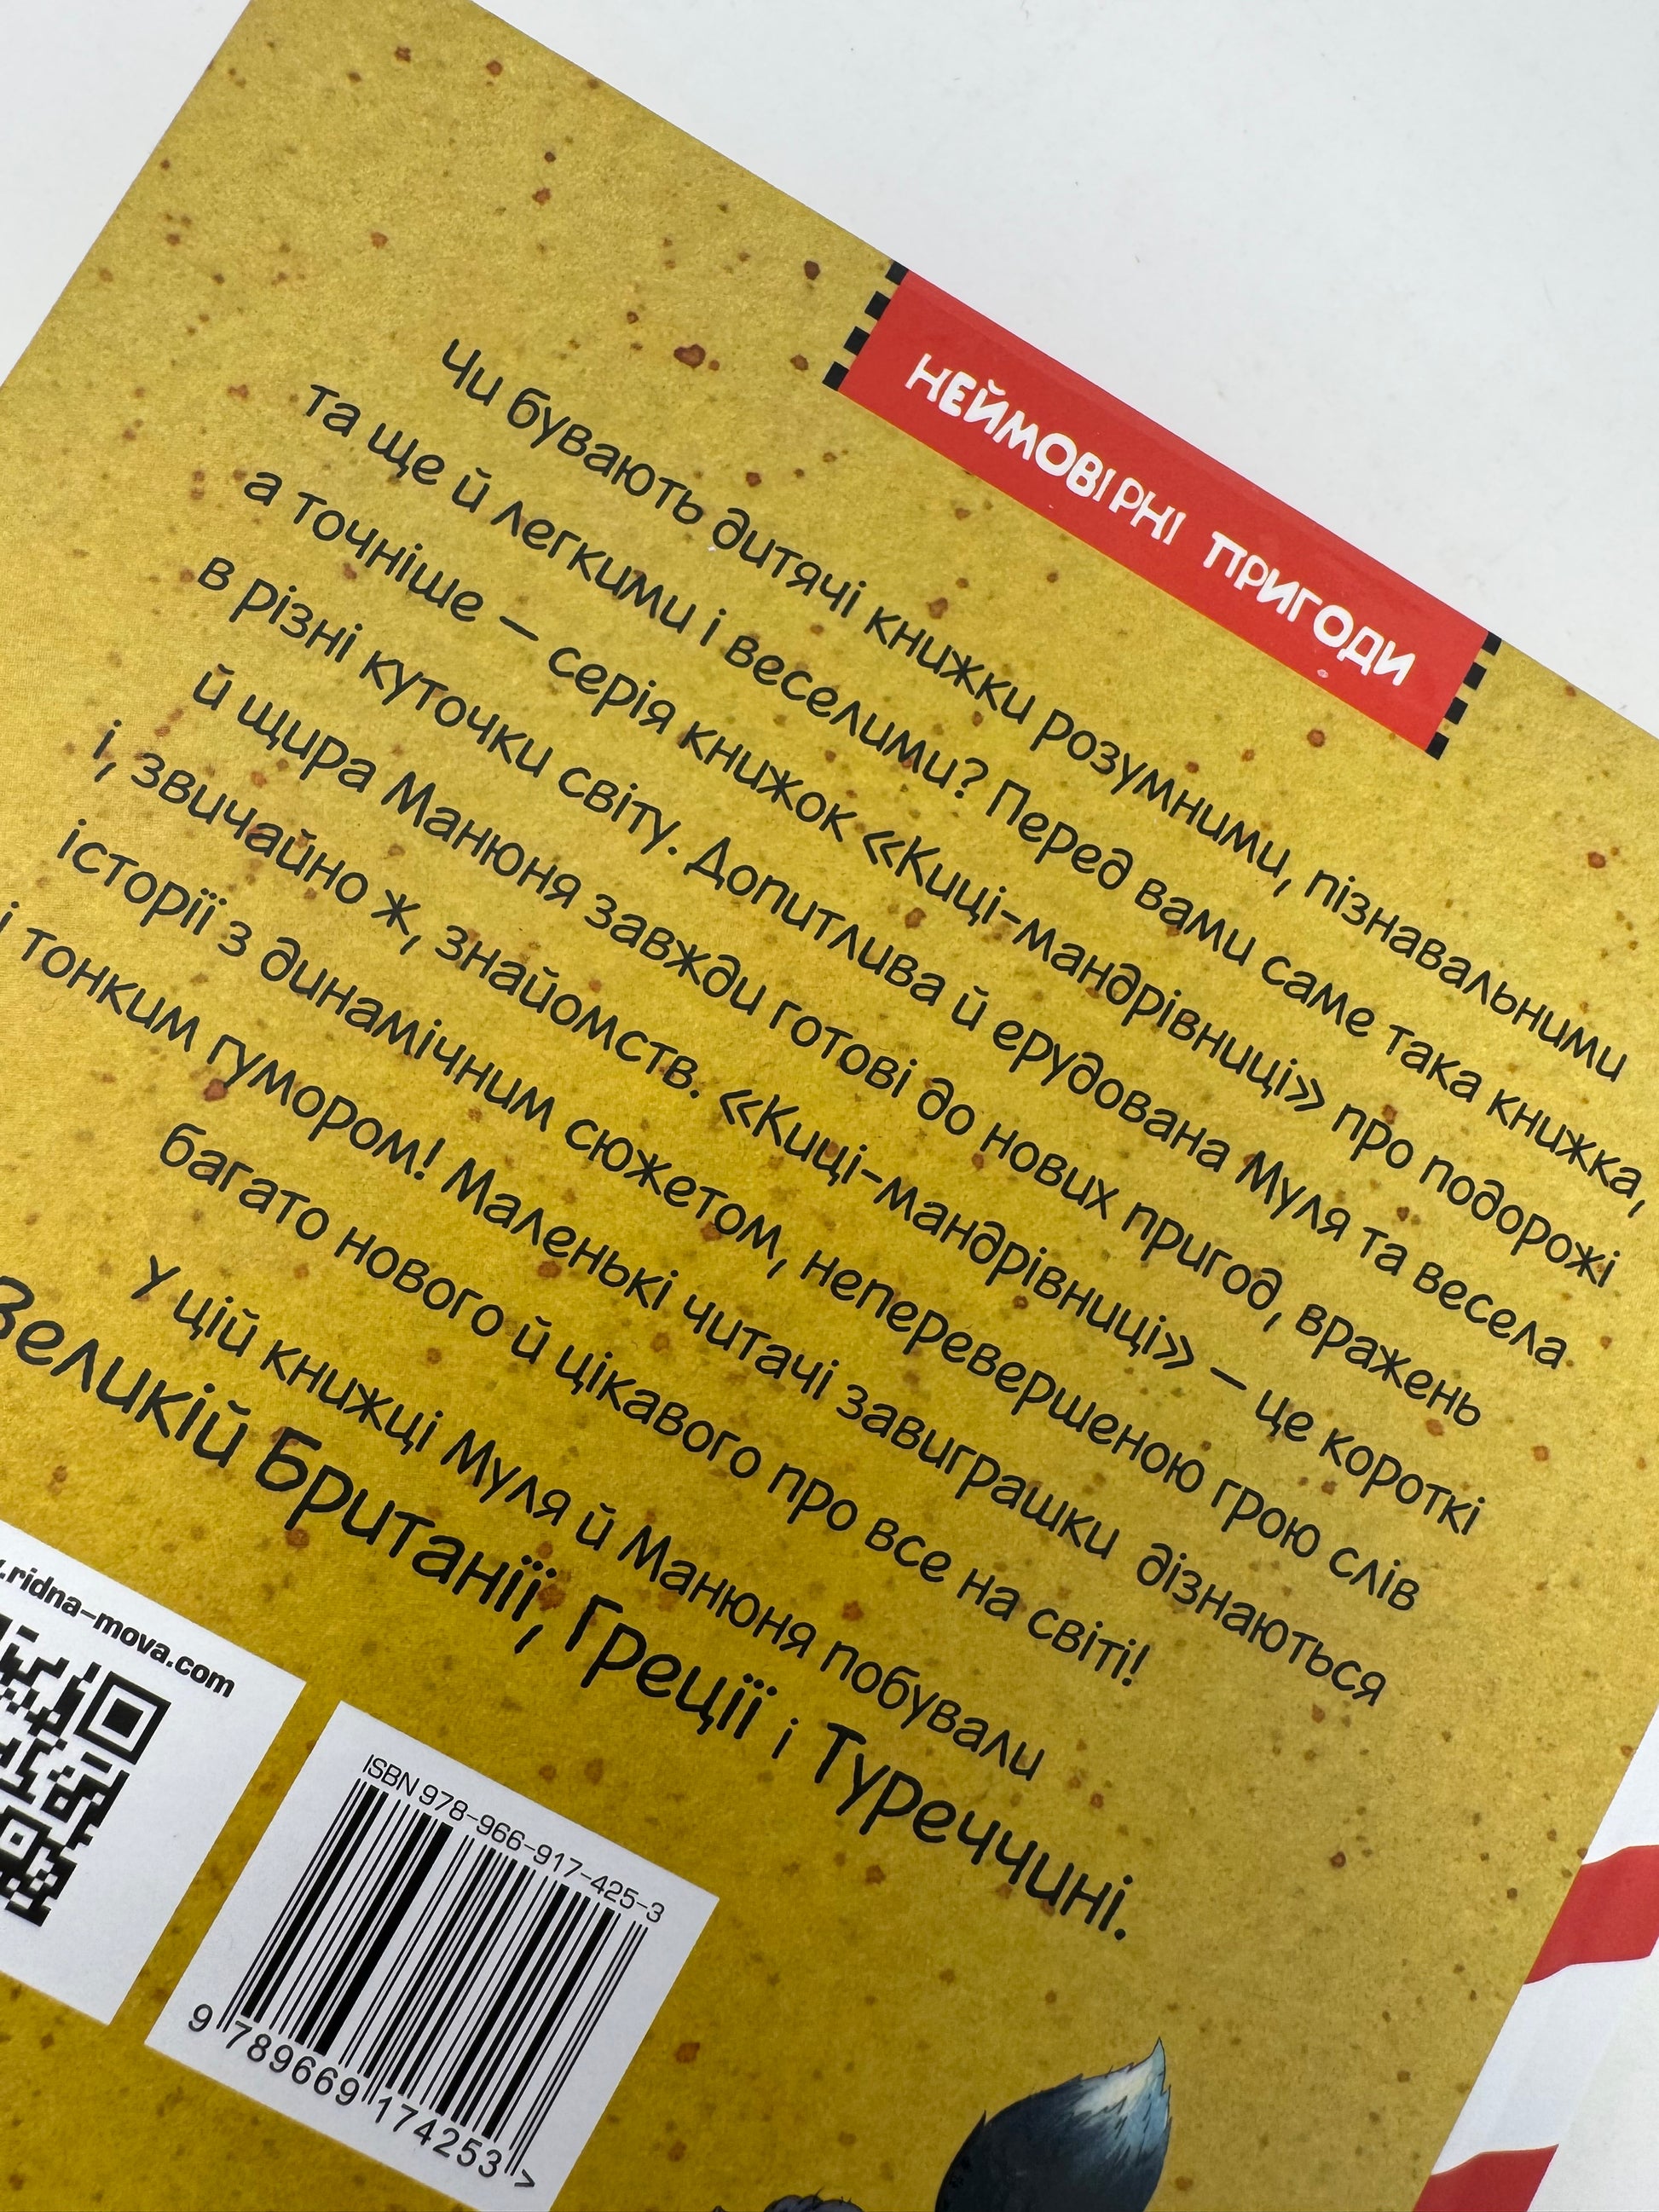 НЕЙМОВІРНІ ПРИГОДИ
Чи бувають дитячі книжки розумними, пізнавальними
та ще й легкими і веселими? Перед вами саме така книжка,
а точніше — серія книжок «Киці-мандрівниці» про подорожі
в різні куточки світу. Допитлива й ерудована Муля та весела
й щира Манюня завжди готові до нових пригод, вражень
і, звичайно ж, знайомств. «Киці-мандрівниці» — це короткі
історії з динамічним сюжетом, неперевершеною грою слів
і тонким гумором! Маленькі читачі завиграшки дізнаються
багато нового й цікавого про все на світі!
У цій книжці Муля й Манюня побували
Великій Британії, Греції і Туреччині.
.ridna-mova.com
ISBN 978-966-917-425-3
9 789669 174253 >